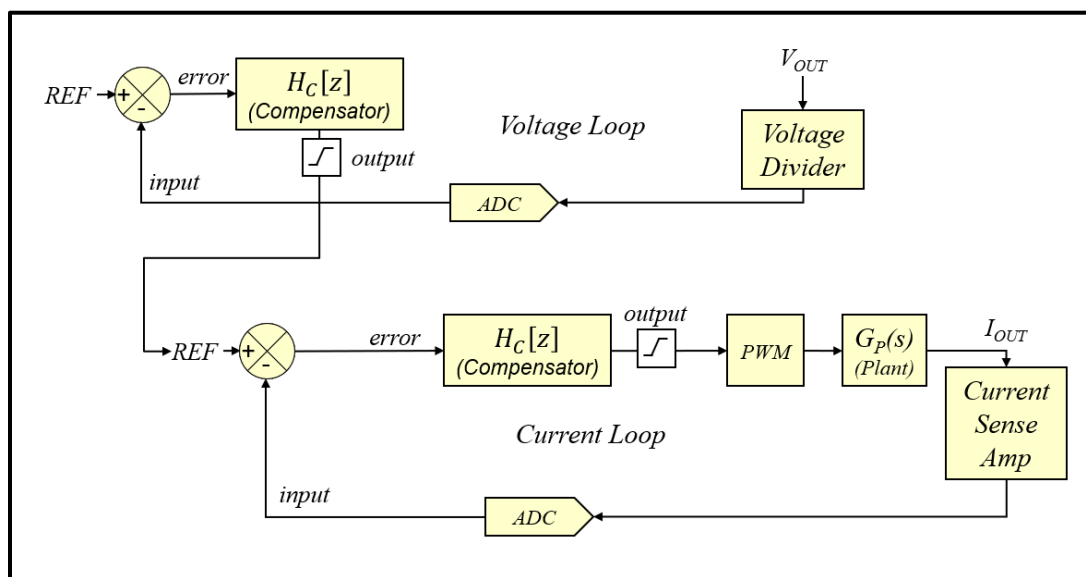 REF
+
-
error
H_C[z]
(Compensator)
output
input
Voltage Loop
ADC
V_OUT
Voltage
Divider
REF
+
-
error
H_C[z]
(Compensator)
output
PWM
G_P(s)
(Plant)
I_OUT
Current
Sense
Amp
Current Loop
input
ADC